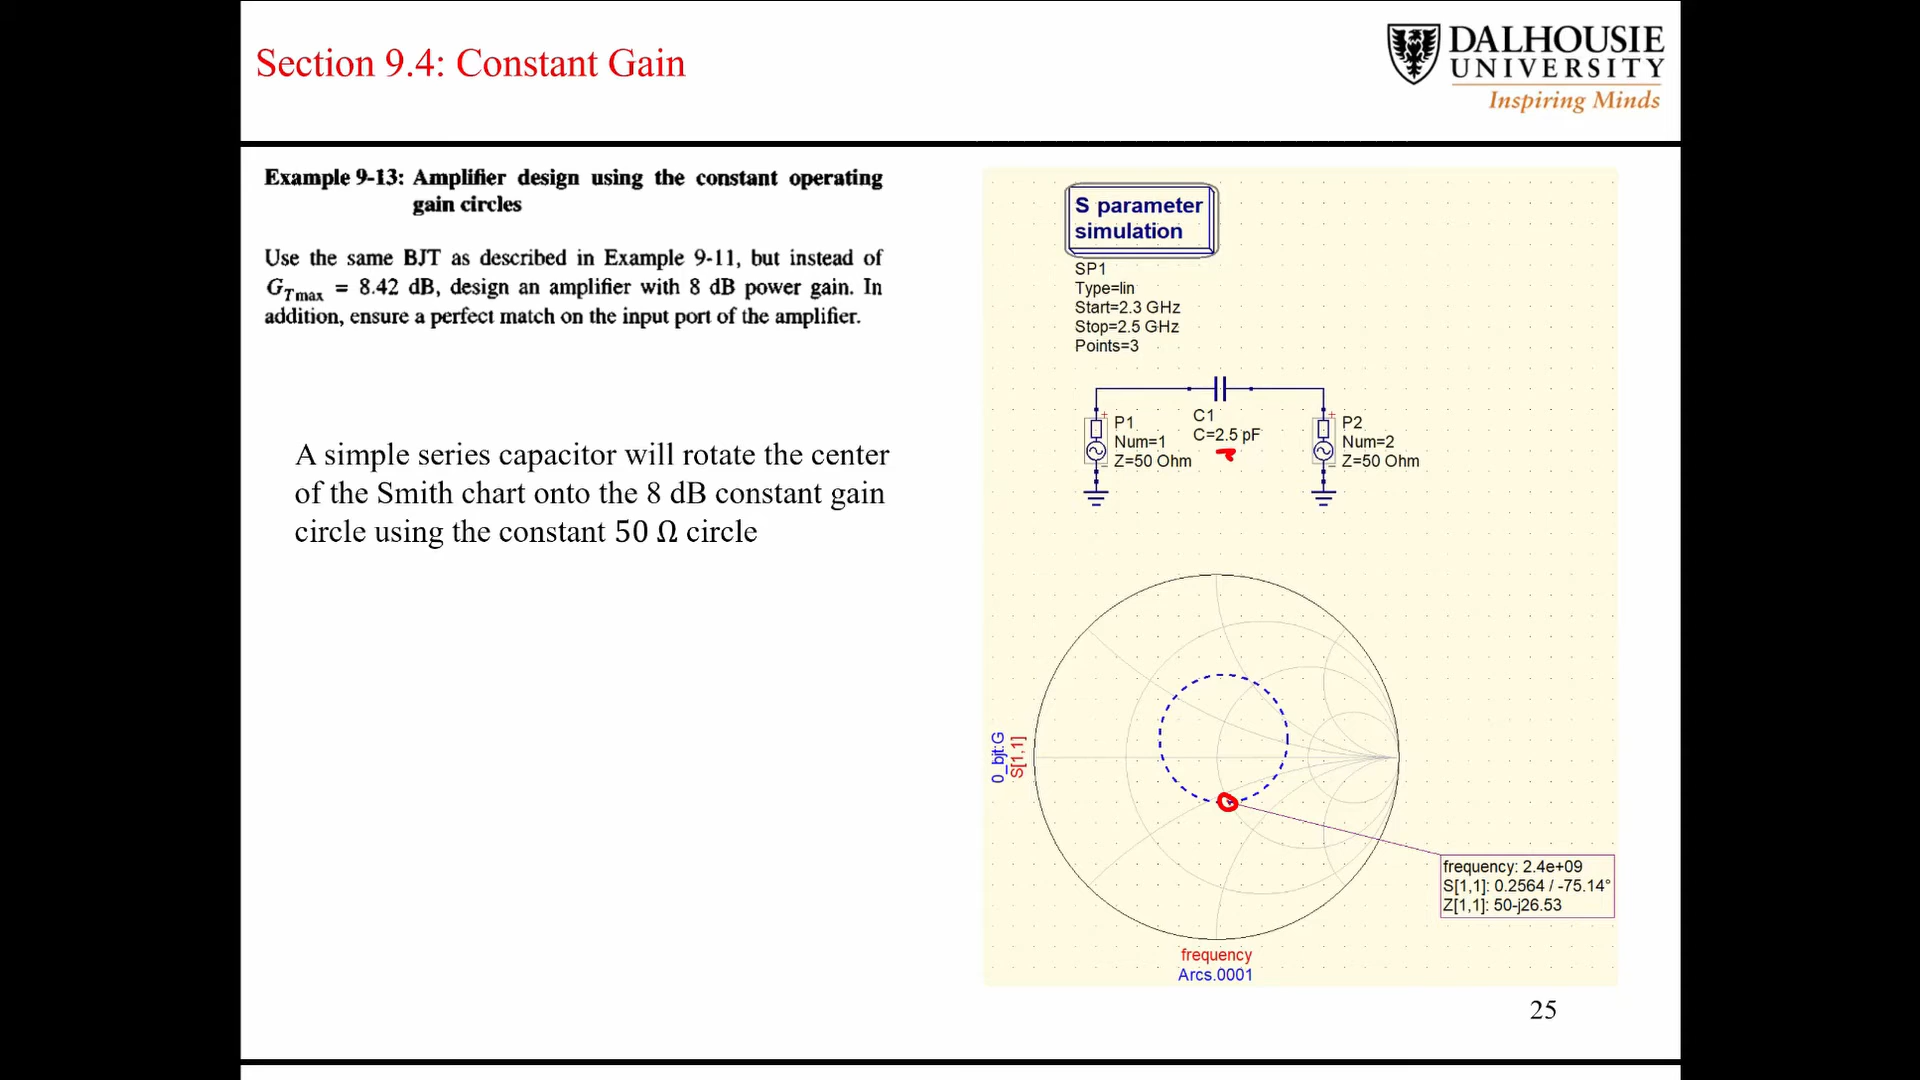 Section 9.4: Constant Gain
DALHOUSIE
UNIVERSITY
Inspiring Minds
Example 9-13: Amplifier design using the constant operating
gain circles
Use the same BJT as described in Example 9-11, but instead of
G_Tmax = 8.42 dB, design an amplifier with 8 dB power gain. In
addition, ensure a perfect match on the input port of the amplifier.
A simple series capacitor will rotate the center
of the Smith chart onto the 8 dB constant gain
circle using the constant 50 Ω circle
S parameter
simulation
SP1
Type=lin
Start=2.3 GHz
Stop=2.5 GHz
Points=3
P1
Num=1
Z=50 Ohm
C1
C=2.5 pF
P2
Num=2
Z=50 Ohm
0_bjt:G
S[1,1]
frequency: 2.4e+09
S[1,1]: 0.2564 / -75.14°
Z[1,1]: 50-j26.53
frequency
Arcs.0001
25